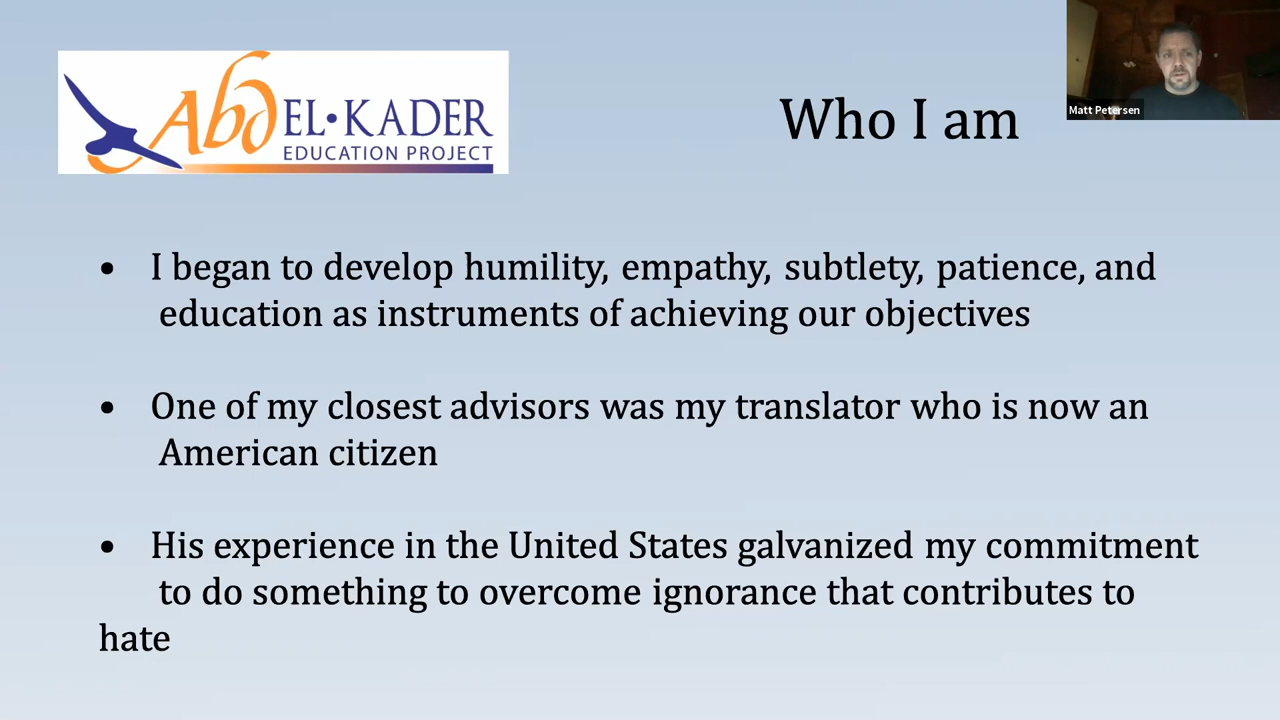 Abd EL•KADER
EDUCATION PROJECT
Who I am
Matt Petersen
• I began to develop humility, empathy, subtlety, patience, and
education as instruments of achieving our objectives
• One of my closest advisors was my translator who is now an
American citizen
• His experience in the United States galvanized my commitment
to do something to overcome ignorance that contributes to
hate